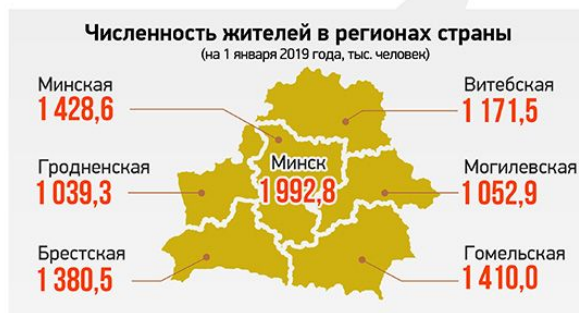 Численность жителей в регионах страны
(на 1 января 2019 года, тыс. человек)
Минская
1 428,6
Витебская
1 171,5
Гродненская
1 039,3
Минск
1 992,8
Могилевская
1 052,9
Брестская
1 380,5
Гомельская
1 410,0